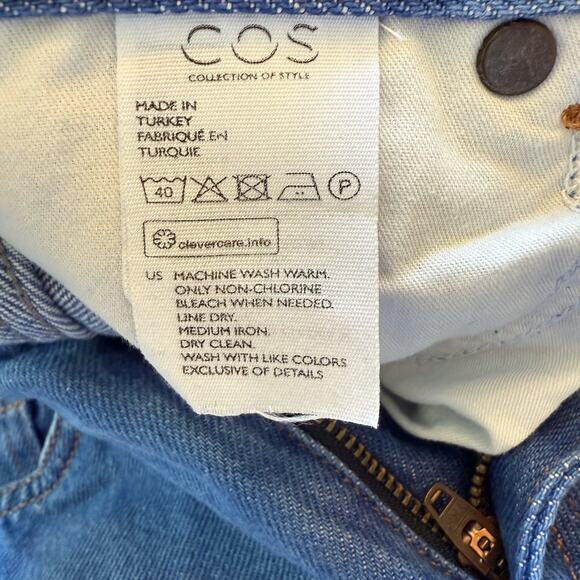 COS
COLLECTION OF STYLE
MADE IN
TURKEY
FABRIQUÉ EN
TURQUIE
40
P
clevercare.info
US MACHINE WASH WARM.
ONLY NON-CHLORINE
BLEACH WHEN NEEDED.
LINE DRY.
MEDIUM IRON.
DRY CLEAN.
WASH WITH LIKE COLORS
EXCLUSIVE OF DETAILS